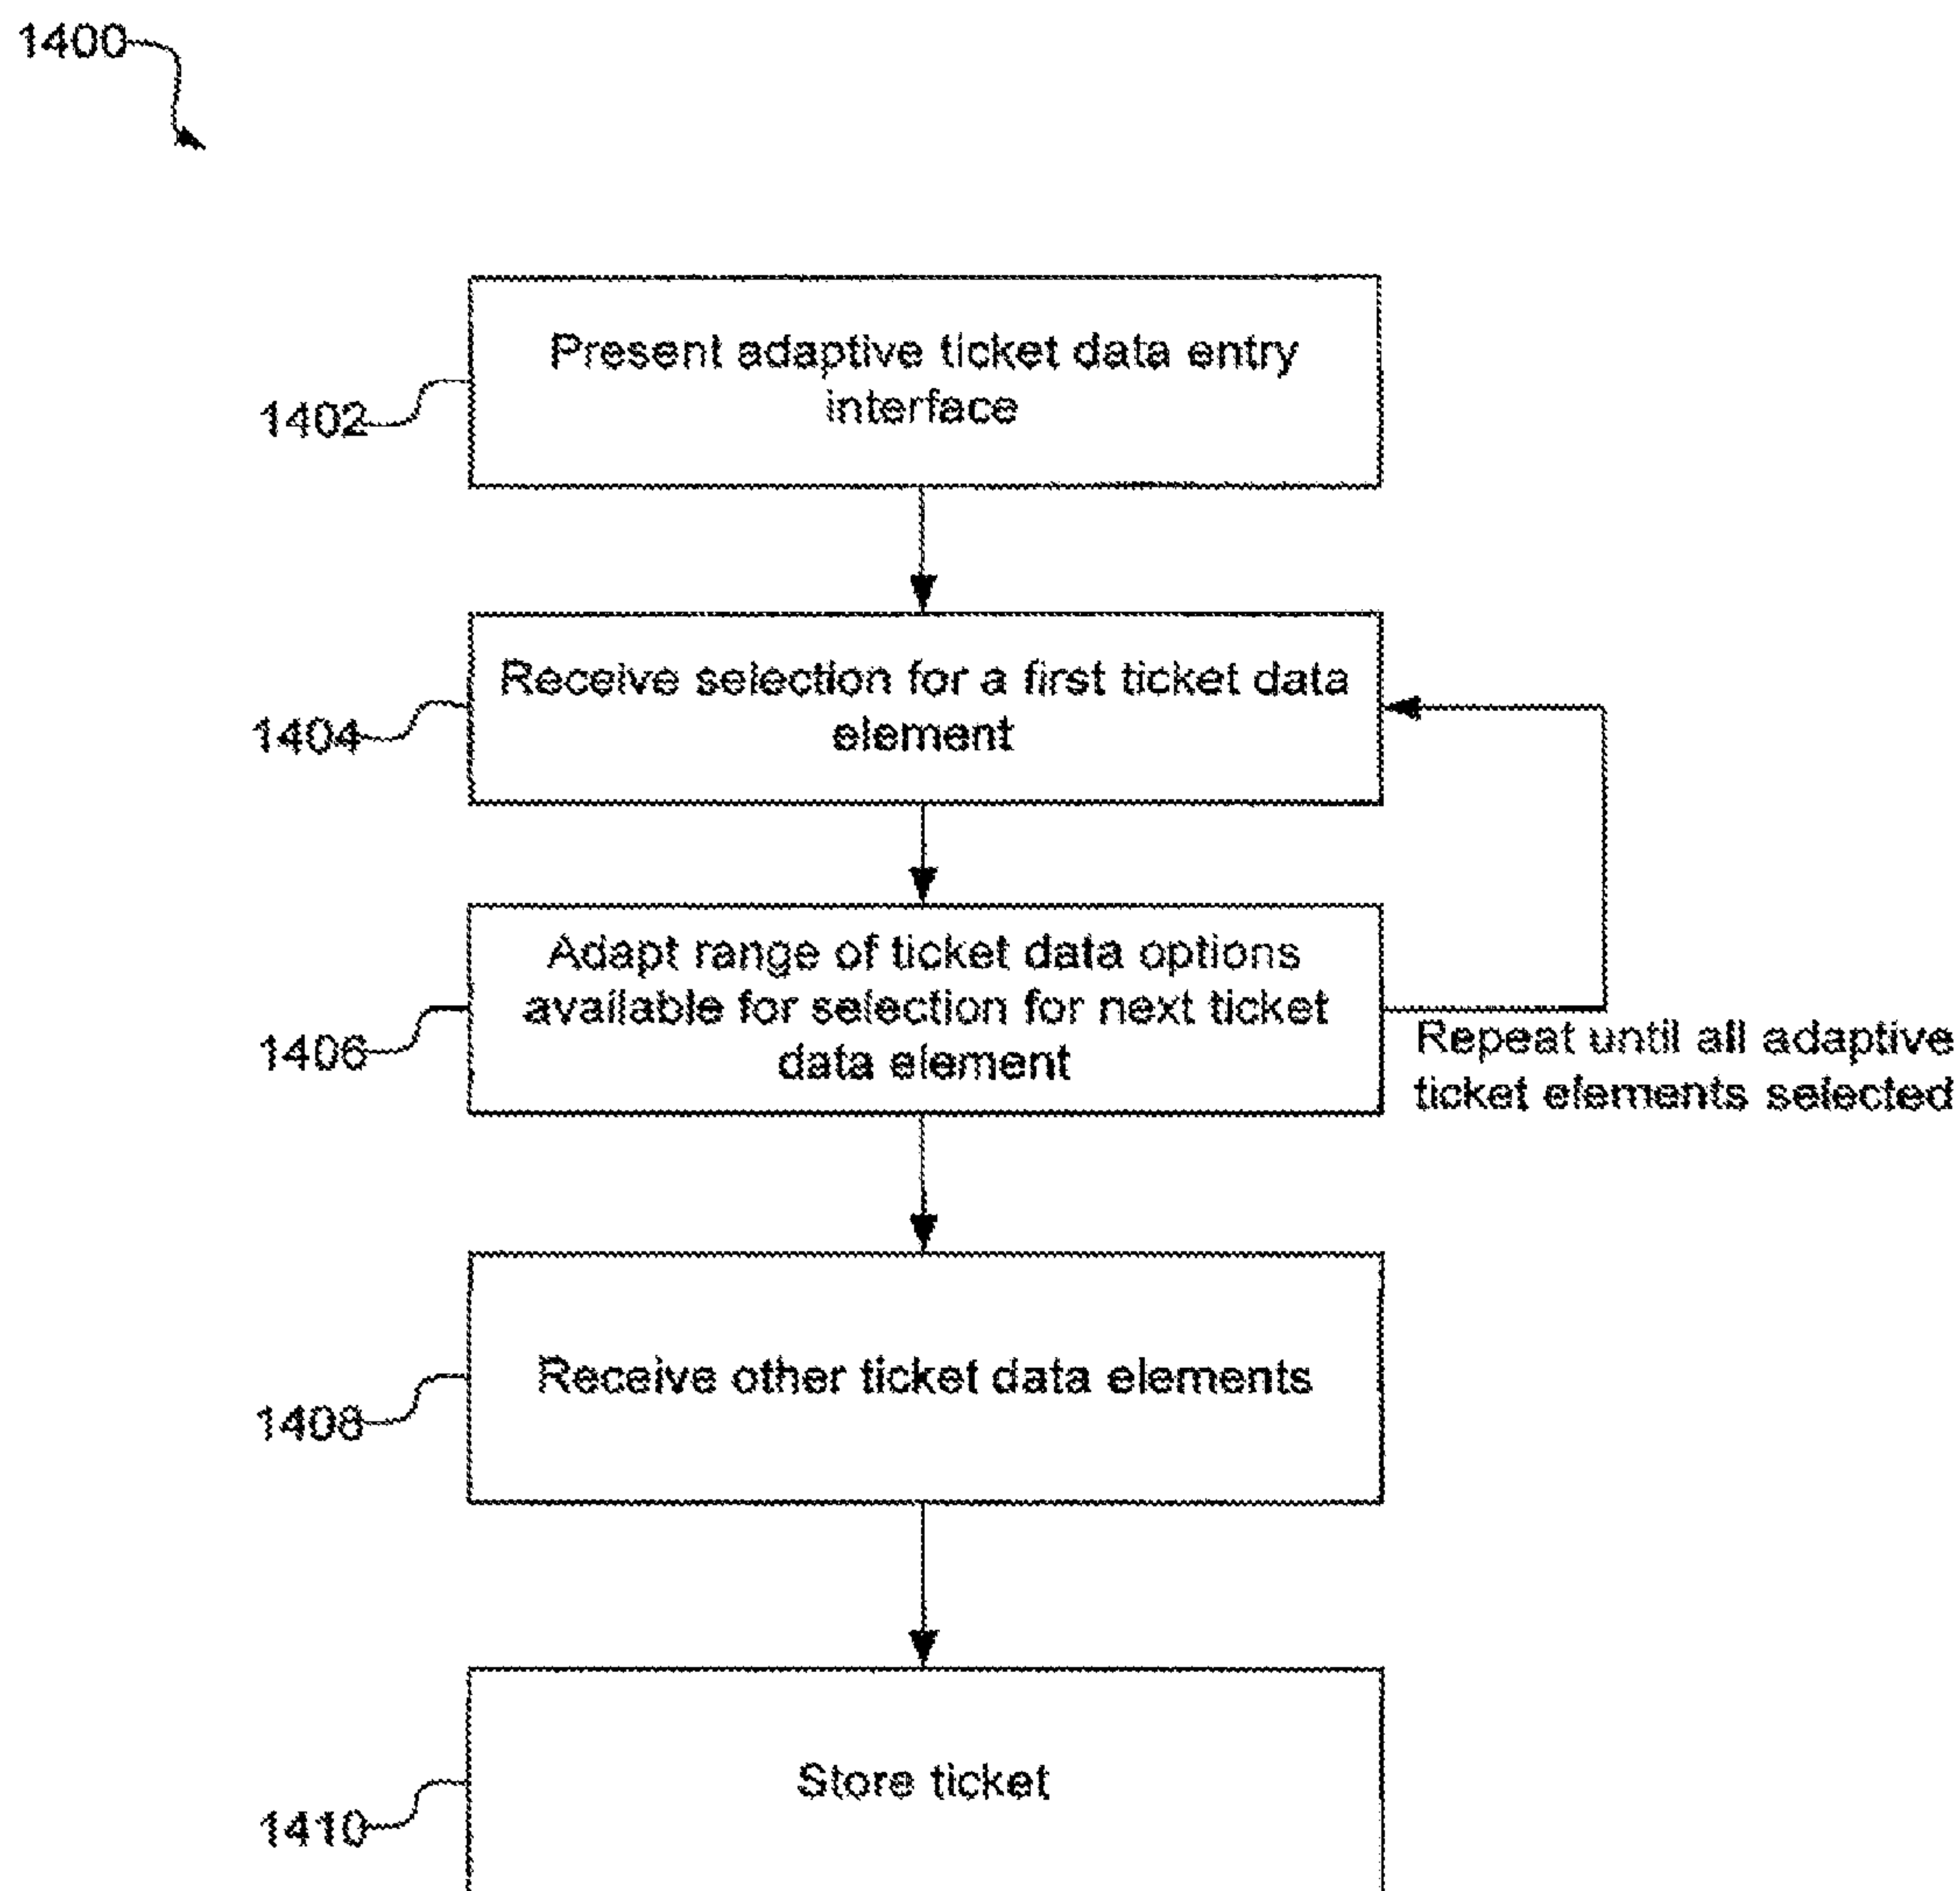 1400
Present adaptive ticket data entry
interface
1402
Receive selection for a first ticket data
element
1404
Adapt range of ticket data options
available for selection for next ticket
data element
1406
Repeat until all adaptive
ticket elements selected
Receive other ticket data elements
1408
Store ticket
1410